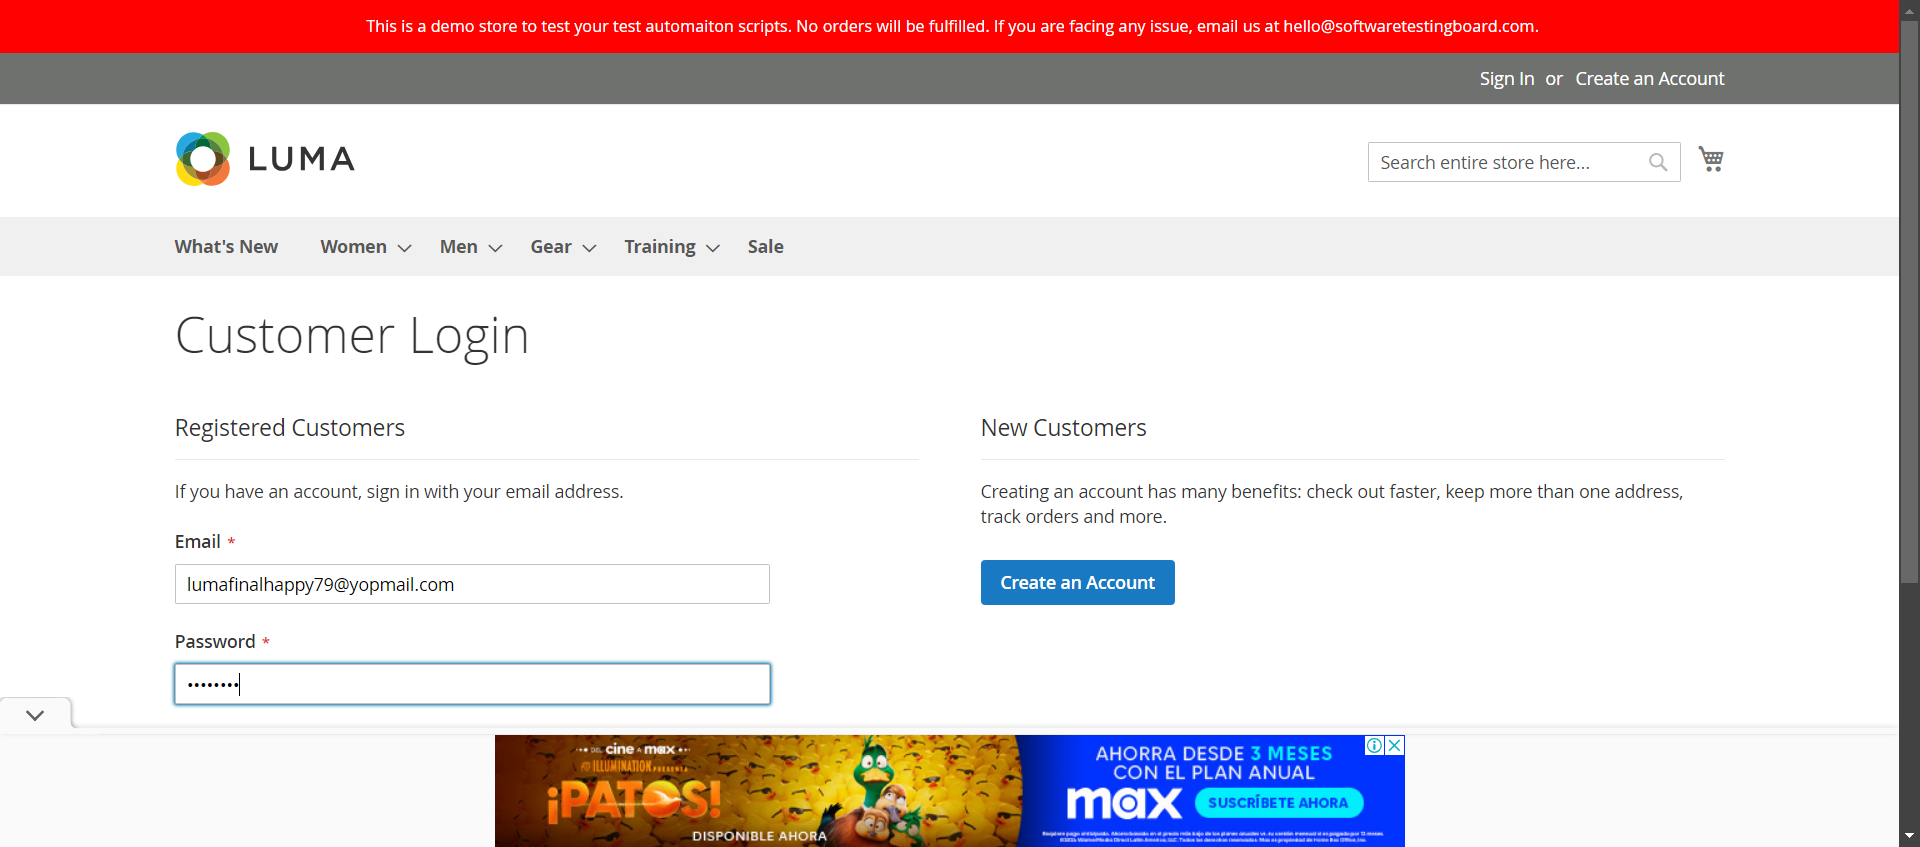 This is a demo store to test your test automaiton scripts. No orders will be fulfilled. If you are facing any issue, email us at hello@softwaretestingboard.com.
Sign In or Create an Account
LUMA
Search entire store here...
What's New Women Men Gear Training Sale
Customer Login
Registered Customers
If you have an account, sign in with your email address.
Email *
lumafinalhappy79@yopmail.com
Password *
••••••••
New Customers
Creating an account has many benefits: check out faster, keep more than one address,
track orders and more.
Create an Account
DEL cine A max
ILLUMINATION PRESENTA
¡PATOS!
DISPONIBLE AHORA
AHORRA DESDE 3 MESES
CON EL PLAN ANUAL
max
SUSCRÍBETE AHORA